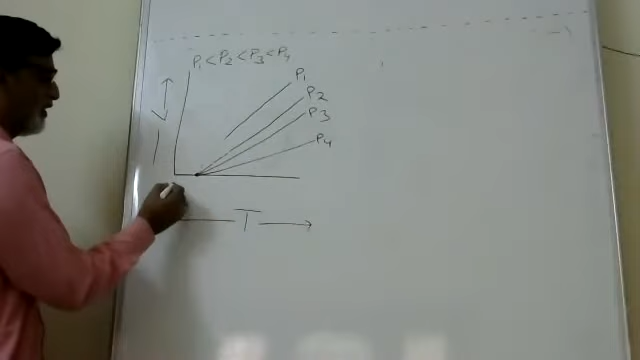 P₁ < P₂ < P₃ < P₄
P₁
P₂
P₃
P₄
T